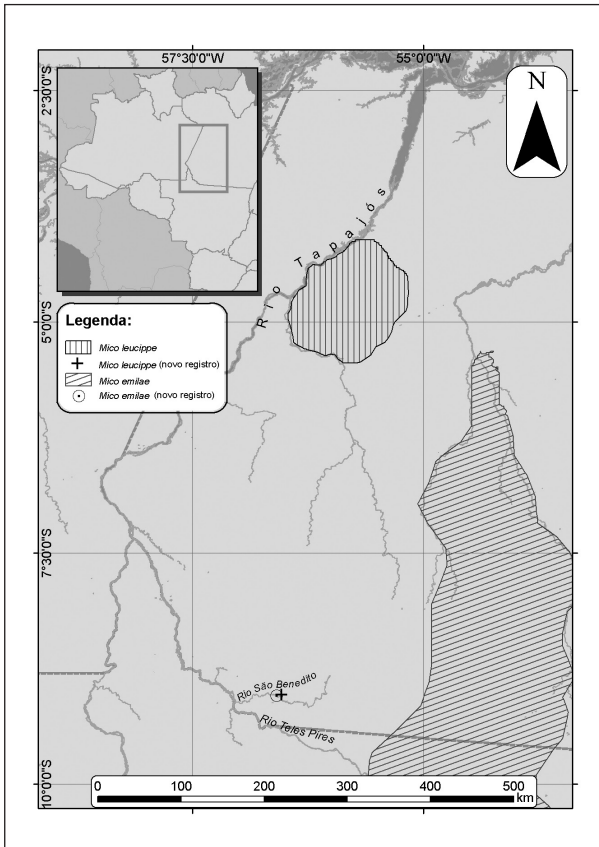 57°30'0"W
55°0'0"W
2°30'0"S
N
Rio Tapajós
5°0'0"S
Legenda:
Mico leucippe
Mico leucippe (novo registro)
Mico emilae
Mico emilae (novo registro)
7°30'0"S
Rio São Benedito
Rio Teles Pires
10°0'0"S
0 100 200 300 400 500
km